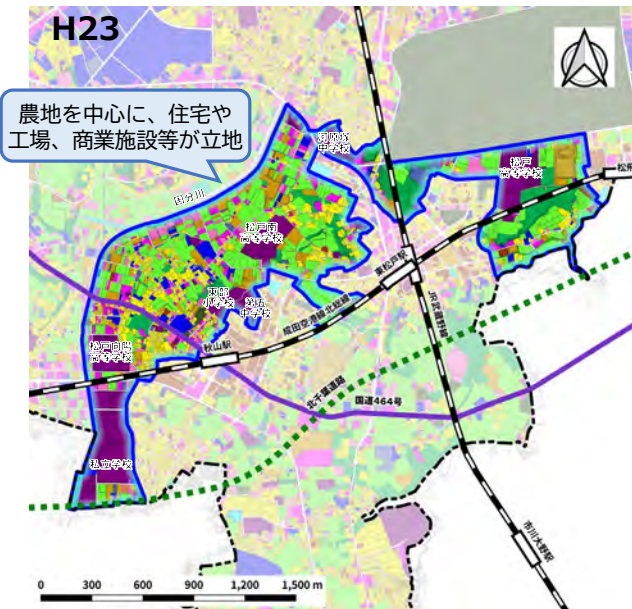 H23
農地を中心に、住宅や
工場、商業施設等が立地
河原塚
中学校
松戸
高等学校
松飛
国分川
松戸南
高等学校
東松戸駅
東部
小学校
第五
中学校
成田空港線北総線
JR武蔵野線
松戸向陽
高等学校
秋山駅
北千葉道路
国道464号
私立学校
市川大野駅
0 300 600 900 1,200 1,500 m